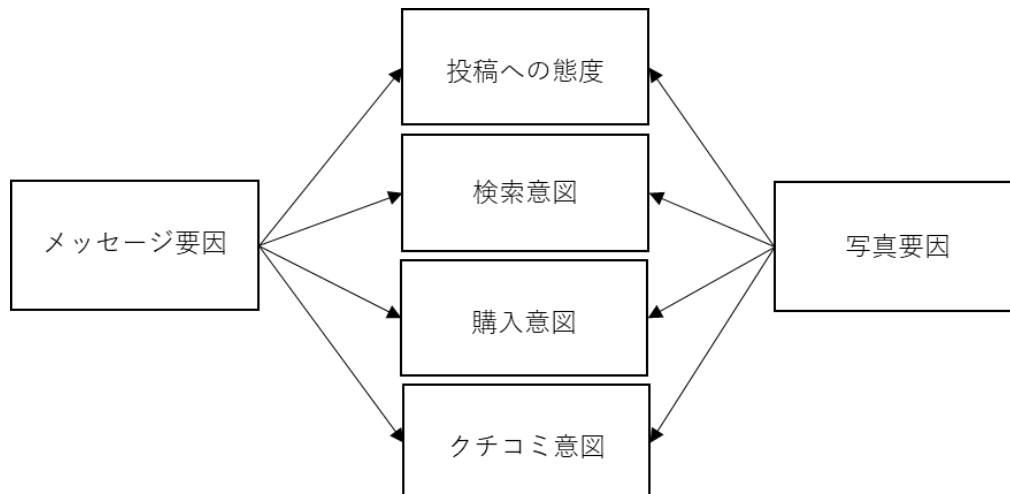 投稿への態度
検索意図
メッセージ要因
写真要因
購入意図
クチコミ意図